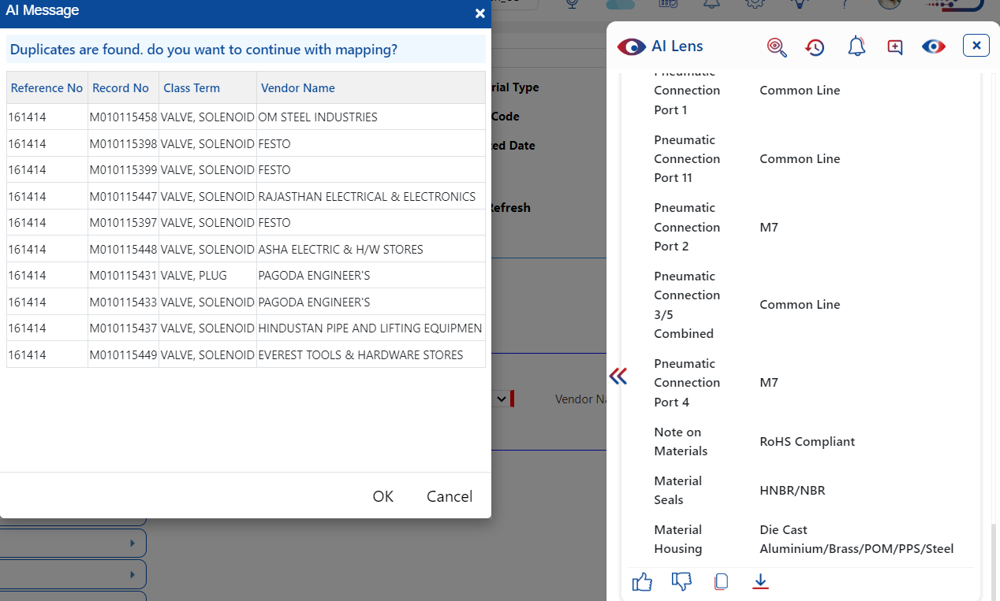 AI Message
Duplicates are found. do you want to continue with mapping?
Reference No Record No Class Term Vendor Name
161414 M010115458 VALVE, SOLENOID OM STEEL INDUSTRIES
161414 M010115398 VALVE, SOLENOID FESTO
161414 M010115399 VALVE, SOLENOID FESTO
161414 M010115447 VALVE, SOLENOID RAJASTHAN ELECTRICAL & ELECTRONICS
161414 M010115397 VALVE, SOLENOID FESTO
161414 M010115448 VALVE, SOLENOID ASHA ELECTRIC & H/W STORES
161414 M010115431 VALVE, PLUG PAGODA ENGINEER'S
161414 M010115433 VALVE, SOLENOID PAGODA ENGINEER'S
161414 M010115437 VALVE, SOLENOID HINDUSTAN PIPE AND LIFTING EQUIPMEN
161414 M010115449 VALVE, SOLENOID EVEREST TOOLS & HARDWARE STORES
OK Cancel
rial Type
Code
ted Date
Refresh
Vendor Na
AI Lens
Pneumatic
Connection
Port 1
Common Line
Pneumatic
Connection
Port 11
Common Line
Pneumatic
Connection
Port 2
M7
Pneumatic
Connection
3/5
Combined
Common Line
Pneumatic
Connection
Port 4
M7
Note on
Materials
RoHS Compliant
Material
Seals
HNBR/NBR
Material
Housing
Die Cast
Aluminium/Brass/POM/PPS/Steel